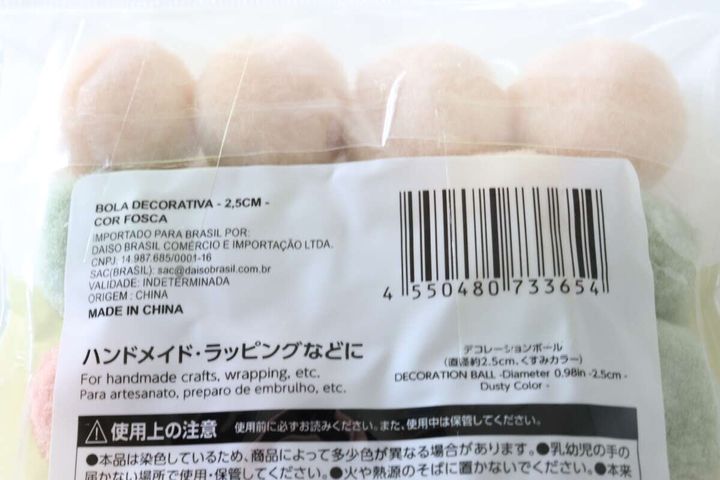 BOLA DECORATIVA - 2,5CM -
COR FOSCA
IMPORTADO PARA BRASIL POR:
DAISO BRASIL COMÉRCIO E IMPORTAÇÃO LTDA.
CNPJ: 14.987.685/0001-16
SAC(BRASIL): sac@daisobrasil.com.br
VALIDADE: INDETERMINADA
ORIGEM : CHINA
MADE IN CHINA
4 550480 733654
ハンドメイド・ラッピングなどに
For handmade crafts, wrapping, etc.
Para artesanato, preparo de embrulho, etc.
デコレーションボール
(直径約2.5cm、くすみカラー)
DECORATION BALL -Diameter 0.98in -2.5cm -
Dusty Color -
⚠使用上の注意 使用前に必ずお読みください。また、使用中は保管してください。
●本品は染色しているため、商品によって多少色が異なる場合があります。●乳幼児の手の
届かない場所で使用・保管してください。●火や熱源のそばに置かないでください。●本来